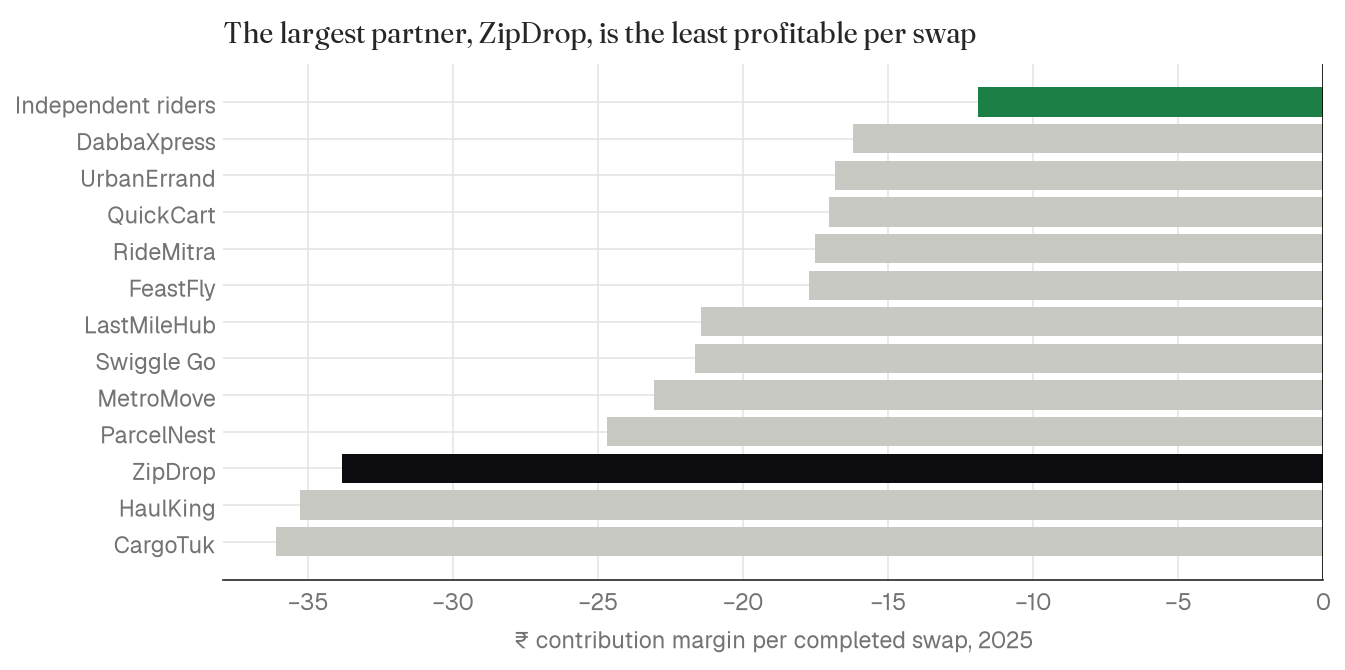 The largest partner, ZipDrop, is the least profitable per swap
Independent riders
DabbaXpress
UrbanErrand
QuickCart
RideMitra
FeastFly
LastMileHub
Swiggle Go
MetroMove
ParcelNest
ZipDrop
HaulKing
CargoTuk
−35 −30 −25 −20 −15 −10 −5 0
₹ contribution margin per completed swap, 2025